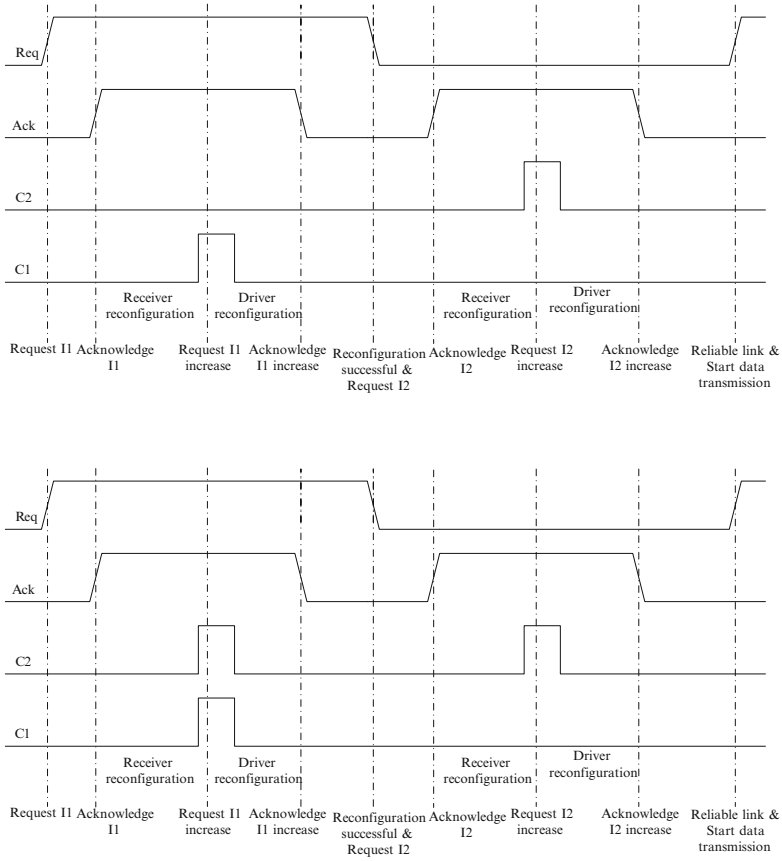 Req
Ack
C2
C1
Receiver
reconfiguration
Driver
reconfiguration
Receiver
reconfiguration
Driver
reconfiguration
Request I1
Acknowledge
I1
Request I1
increase
Acknowledge
I1 increase
Reconfiguration
successful &
Request I2
Acknowledge
I2
Request I2
increase
Acknowledge
I2 increase
Reliable link &
Start data
transmission
Req
Ack
C2
C1
Receiver
reconfiguration
Driver
reconfiguration
Receiver
reconfiguration
Driver
reconfiguration
Request I1
Acknowledge
I1
Request I1
increase
Acknowledge
I1 increase
Reconfiguration
successful &
Request I2
Acknowledge
I2
Request I2
increase
Acknowledge
I2 increase
Reliable link &
Start data
transmission